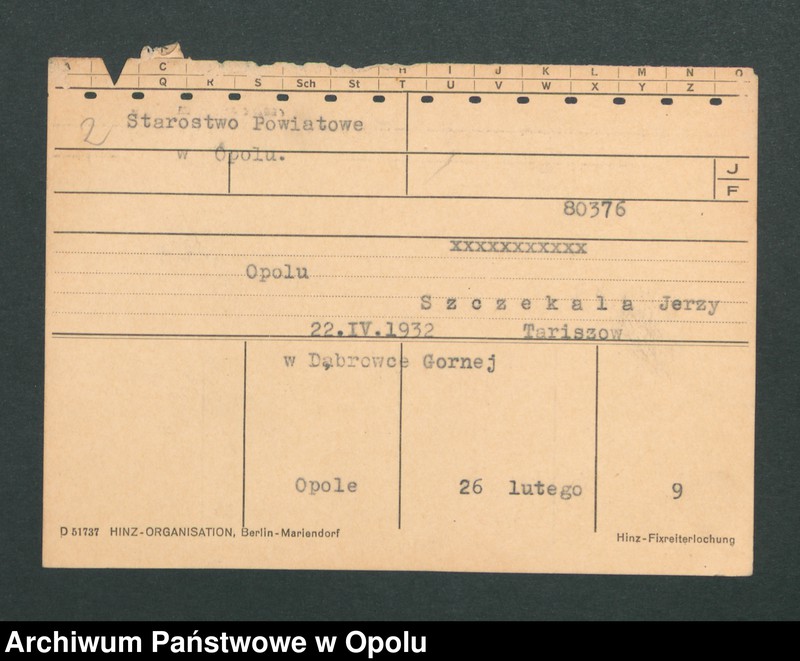 C I J K L M N O
Q R S Sch St T U V W X Y Z
2 Starostwo Powiatowe
w Opolu.
J
F
80376
xxxxxxxxxxx
Opolu
Szczekala Jerzy
22.IV.1932 Tariszow
w Dąbrowce Gornej
Opole 26 lutego 9
D 51737 HINZ-ORGANISATION, Berlin-Mariendorf Hinz-Fixreiterlochung
Archiwum Państwowe w Opolu